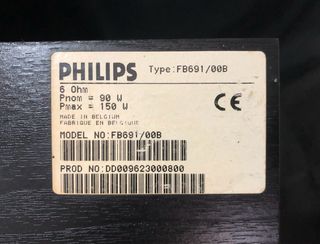 PHILIPS Type:FB691/00B
6 Ohm
Pnom = 90 W
Pmax = 150 W
MADE IN BELGIUM
FABRIQUE EN BELGIQUE
CE
MODEL NO:FB691/00B
PROD NO:DD009623000800